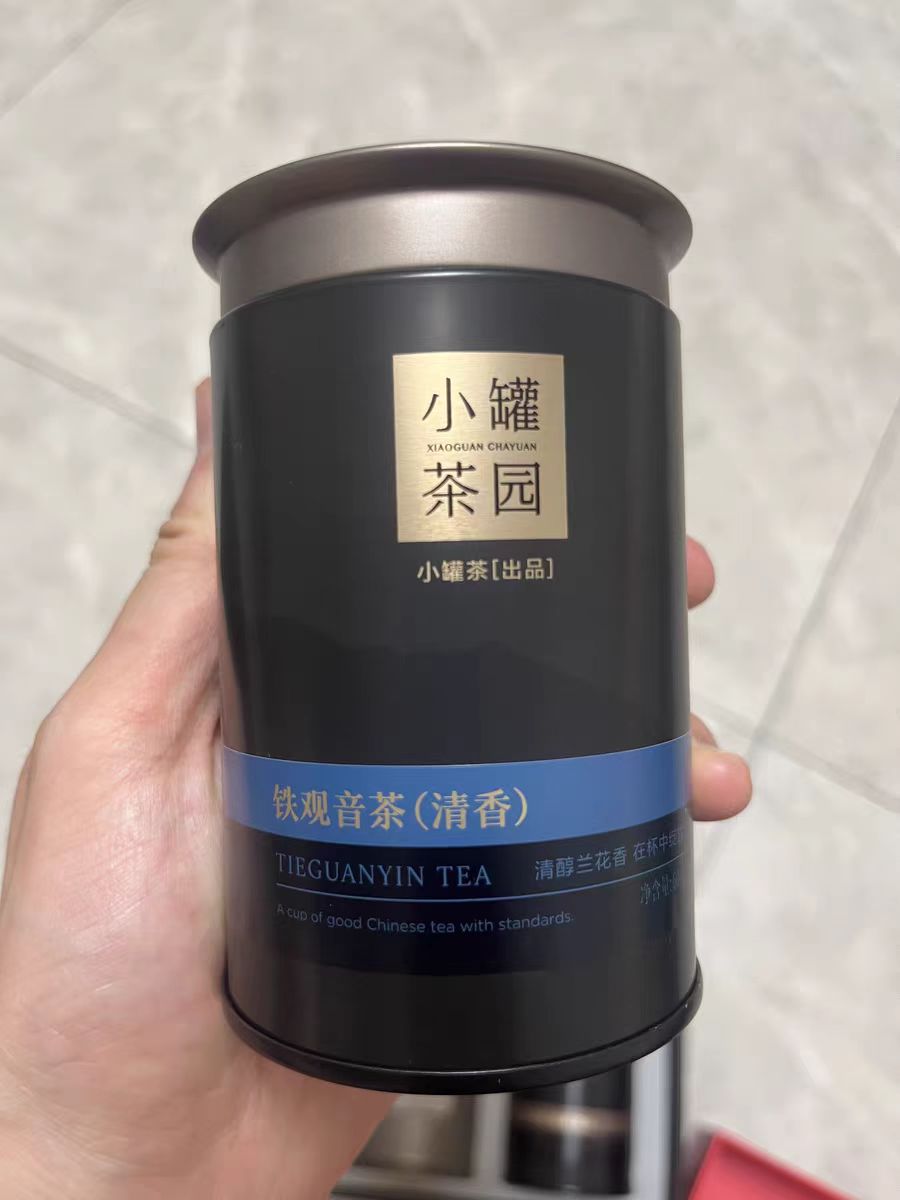 小罐
XIAOGUAN CHAYUAN
茶园
小罐茶[出品]
铁观音茶(清香)
TIEGUANYIN TEA
清醇兰花香 在杯中
A cup of good Chinese tea with standards.
净含量: